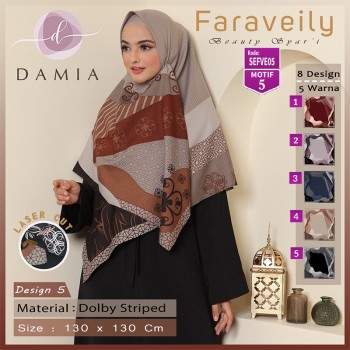 d
DAMIA
Faraveily
Beauty Syar'i
Kode:
SEFVE05
MOTIF
5
8 Design
5 Warna
1
2
3
4
5
LASER CUT
Design 5
Material : Dolby Striped
Size : 130 x 130 Cm